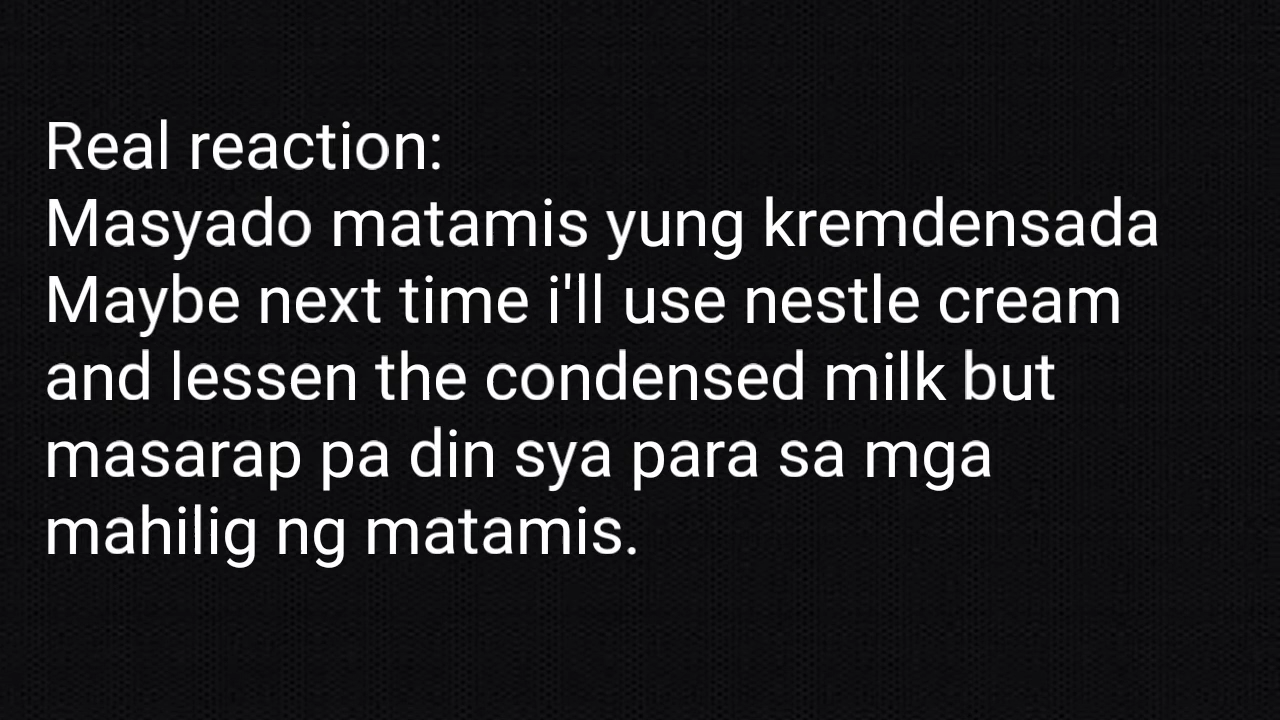 Real reaction:
Masyado matamis yung kremdensada
Maybe next time i'll use nestle cream
and lessen the condensed milk but
masarap pa din sya para sa mga
mahilig ng matamis.